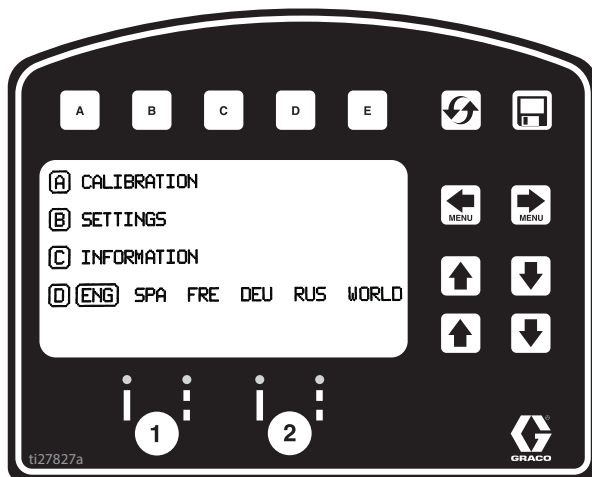 A B C D E
A CALIBRATION
B SETTINGS
C INFORMATION
D ENG SPA FRE DEU RUS WORLD
MENU MENU
1 2
ti27827a
GRACO